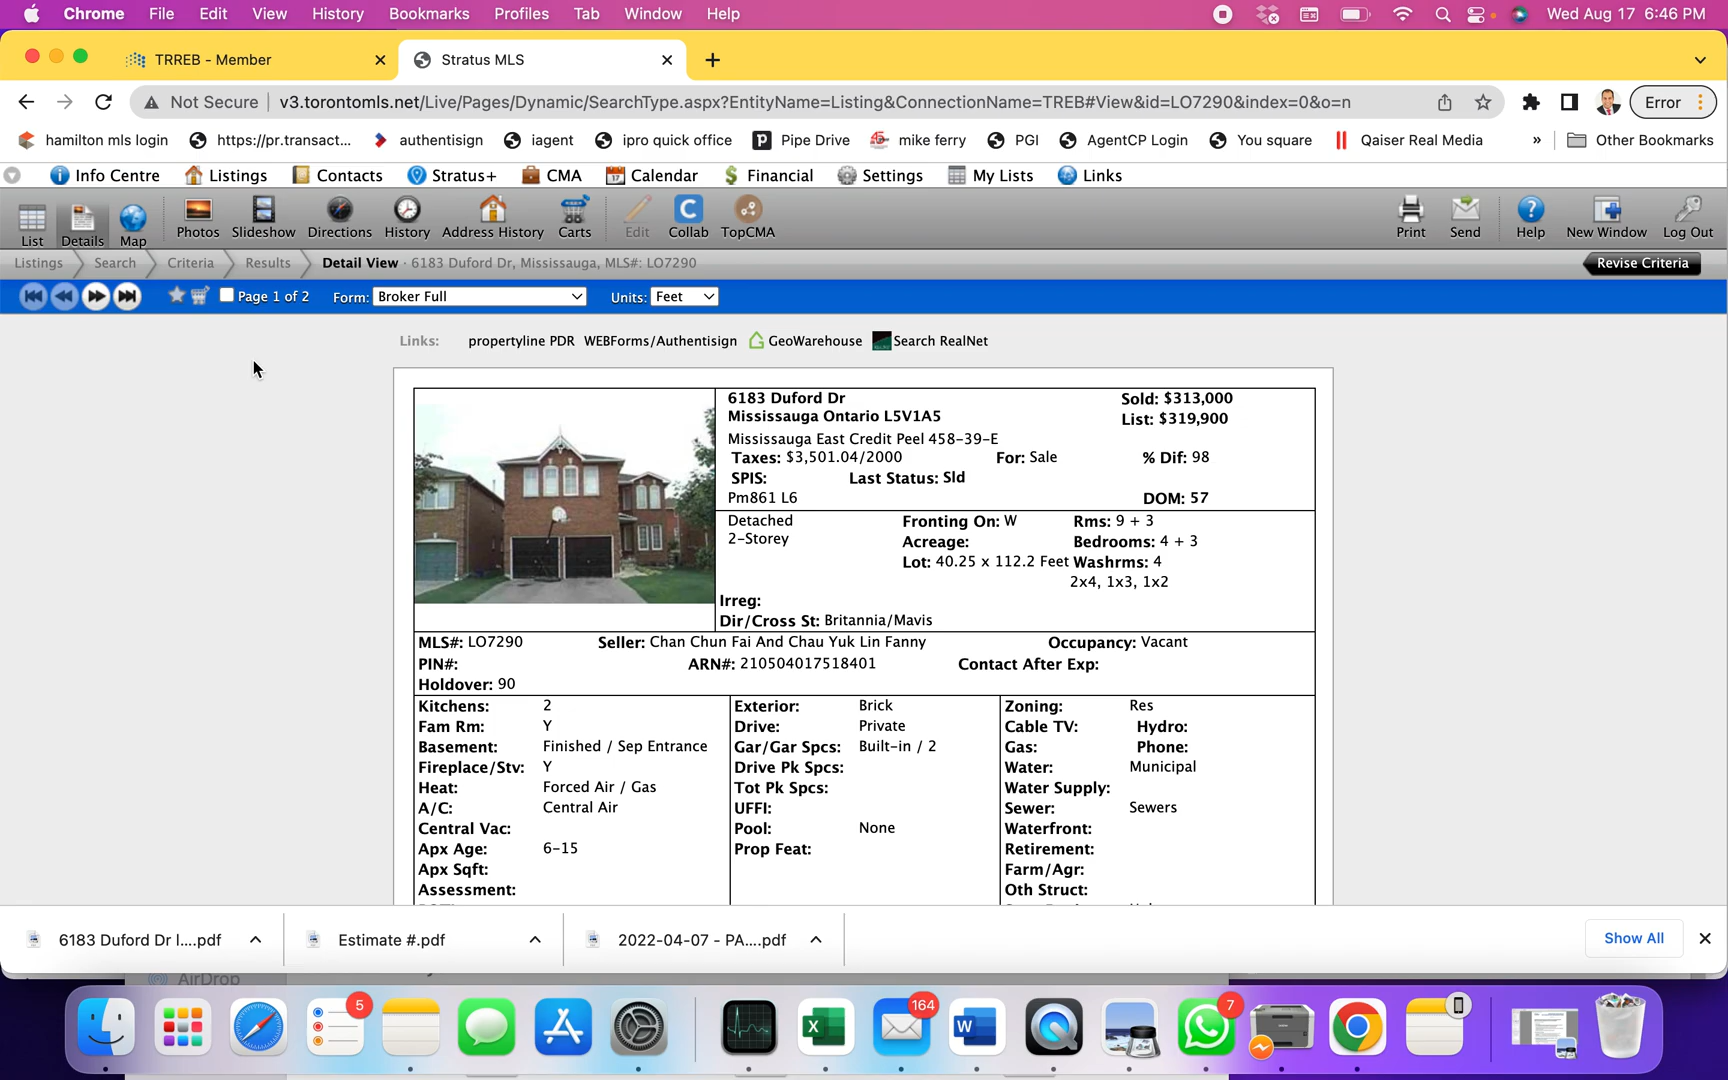 Chrome File Edit View History Bookmarks Profiles Tab Window Help Wed Aug 17 6:46 PM
TRREB - Member Stratus MLS
Not Secure v3.torontomls.net/Live/Pages/Dynamic/SearchType.aspx?EntityName=Listing&ConnectionName=TREB#View&id=LO7290&index=0&o=n Error
hamilton mls login https://pr.transact... authentisign iagent ipro quick office Pipe Drive mike ferry PGI AgentCP Login You square Qaiser Real Media » Other Bookmarks
Info Centre Listings Contacts Stratus+ CMA Calendar Financial Settings My Lists Links
List Details Map Photos Slideshow Directions History Address History Carts Edit Collab TopCMA Print Send Help New Window Log Out
Listings Search Criteria Results Detail View · 6183 Duford Dr, Mississauga, MLS#: LO7290 Revise Criteria
Page 1 of 2 Form: Broker Full Units: Feet
Links: propertyline PDR WEBForms/Authentisign GeoWarehouse Search RealNet
6183 Duford Dr Sold: $313,000
Mississauga Ontario L5V1A5 List: $319,900
Mississauga East Credit Peel 458-39-E
Taxes: $3,501.04/2000 For: Sale % Dif: 98
SPIS: Last Status: Sld
Pm861 L6 DOM: 57
Detached Fronting On: W Rms: 9 + 3
2-Storey Acreage: Bedrooms: 4 + 3
Lot: 40.25 x 112.2 Feet Washrms: 4
2x4, 1x3, 1x2
Irreg:
Dir/Cross St: Britannia/Mavis
MLS#: LO7290 Seller: Chan Chun Fai And Chau Yuk Lin Fanny Occupancy: Vacant
PIN#: ARN#: 210504017518401 Contact After Exp:
Holdover: 90
Kitchens: 2 Exterior: Brick Zoning: Res
Fam Rm: Y Drive: Private Cable TV: Hydro:
Basement: Finished / Sep Entrance Gar/Gar Spcs: Built-in / 2 Gas: Phone:
Fireplace/Stv: Y Drive Pk Spcs: Water: Municipal
Heat: Forced Air / Gas Tot Pk Spcs: Water Supply:
A/C: Central Air UFFI: Sewer: Sewers
Central Vac: Pool: None Waterfront:
Apx Age: 6-15 Prop Feat: Retirement:
Apx Sqft: Farm/Agr:
Assessment: Oth Struct:
6183 Duford Dr l....pdf Estimate #.pdf 2022-04-07 - PA....pdf Show All
AirDrop
5 164 7